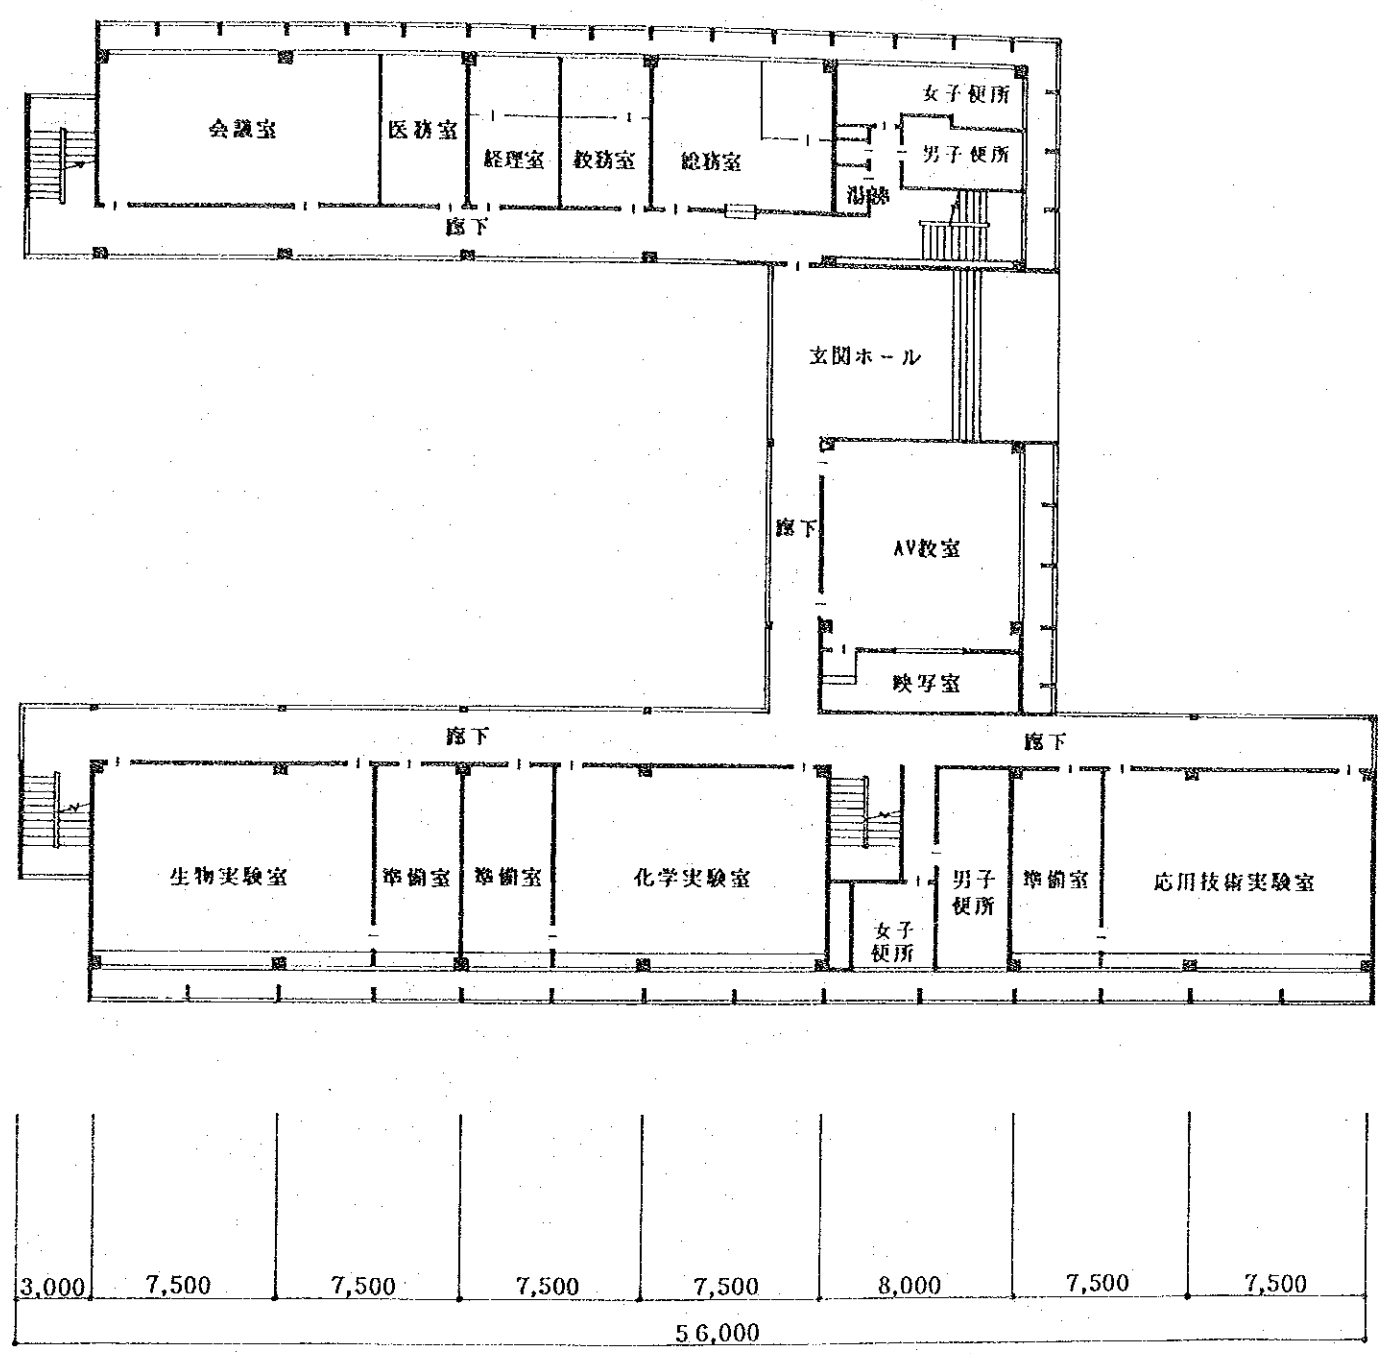 女子便所
会議室
医務室
経理室
教務室
総務室
男子便所
湯沸
廊下
玄関ホール
廊下
AV教室
映写室
廊下
廊下
生物実験室
準備室
準備室
化学実験室
男子
便所
準備室
応用技術実験室
女子
便所
3,000
7,500
7,500
7,500
7,500
8,000
7,500
7,500
56,000